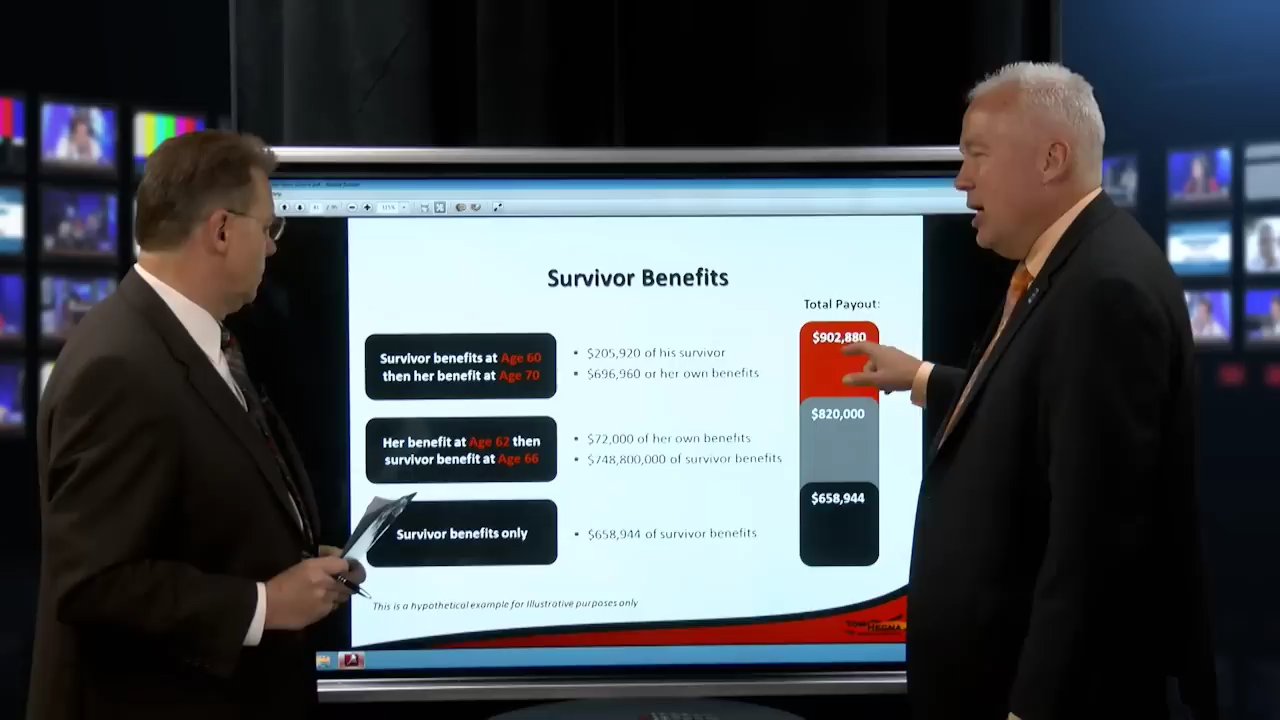 Survivor Benefits
Total Payout:
$902,880
Survivor benefits at Age 60
then her benefit at Age 70
• $205,920 of his survivor
• $696,960 or her own benefits
$820,000
Her benefit at Age 62 then
survivor benefit at Age 66
• $72,000 of her own benefits
• $748,800,000 of survivor benefits
$658,944
Survivor benefits only
• $658,944 of survivor benefits
This is a hypothetical example for Illustrative purposes only
HEGNA